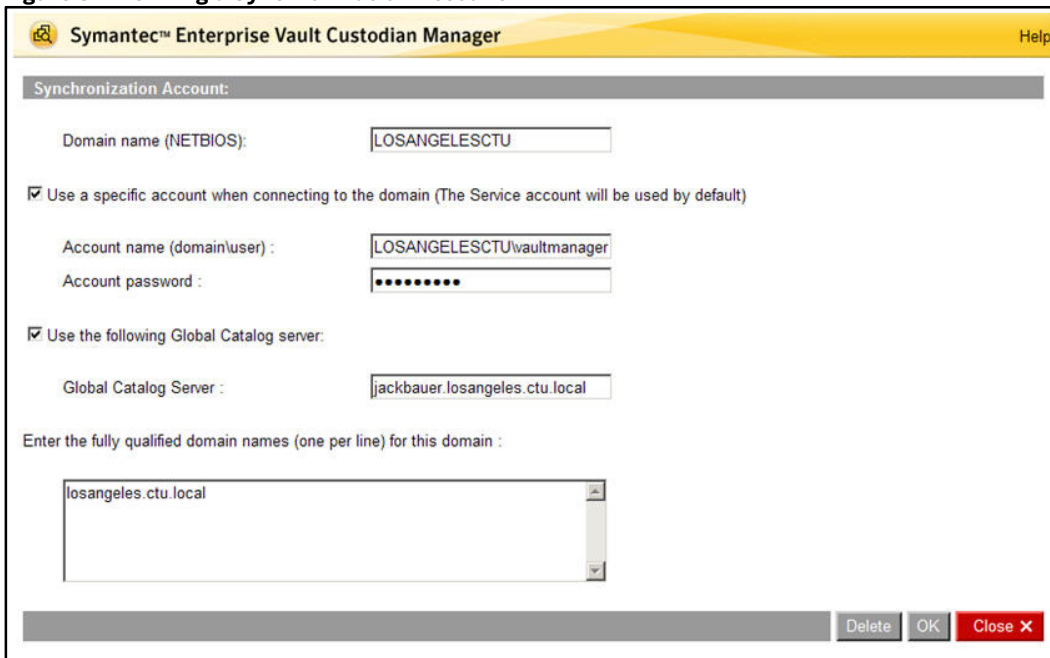 Symantec™ Enterprise Vault Custodian Manager
Help
Synchronization Account:
Domain name (NETBIOS): LOSANGELESCTU
Use a specific account when connecting to the domain (The Service account will be used by default)
Account name (domain\user) : LOSANGELESCTU\vaultmanager
Account password : •••••••••
Use the following Global Catalog server:
Global Catalog Server : jackbauer.losangeles.ctu.local
Enter the fully qualified domain names (one per line) for this domain :
losangeles.ctu.local
Delete OK Close X